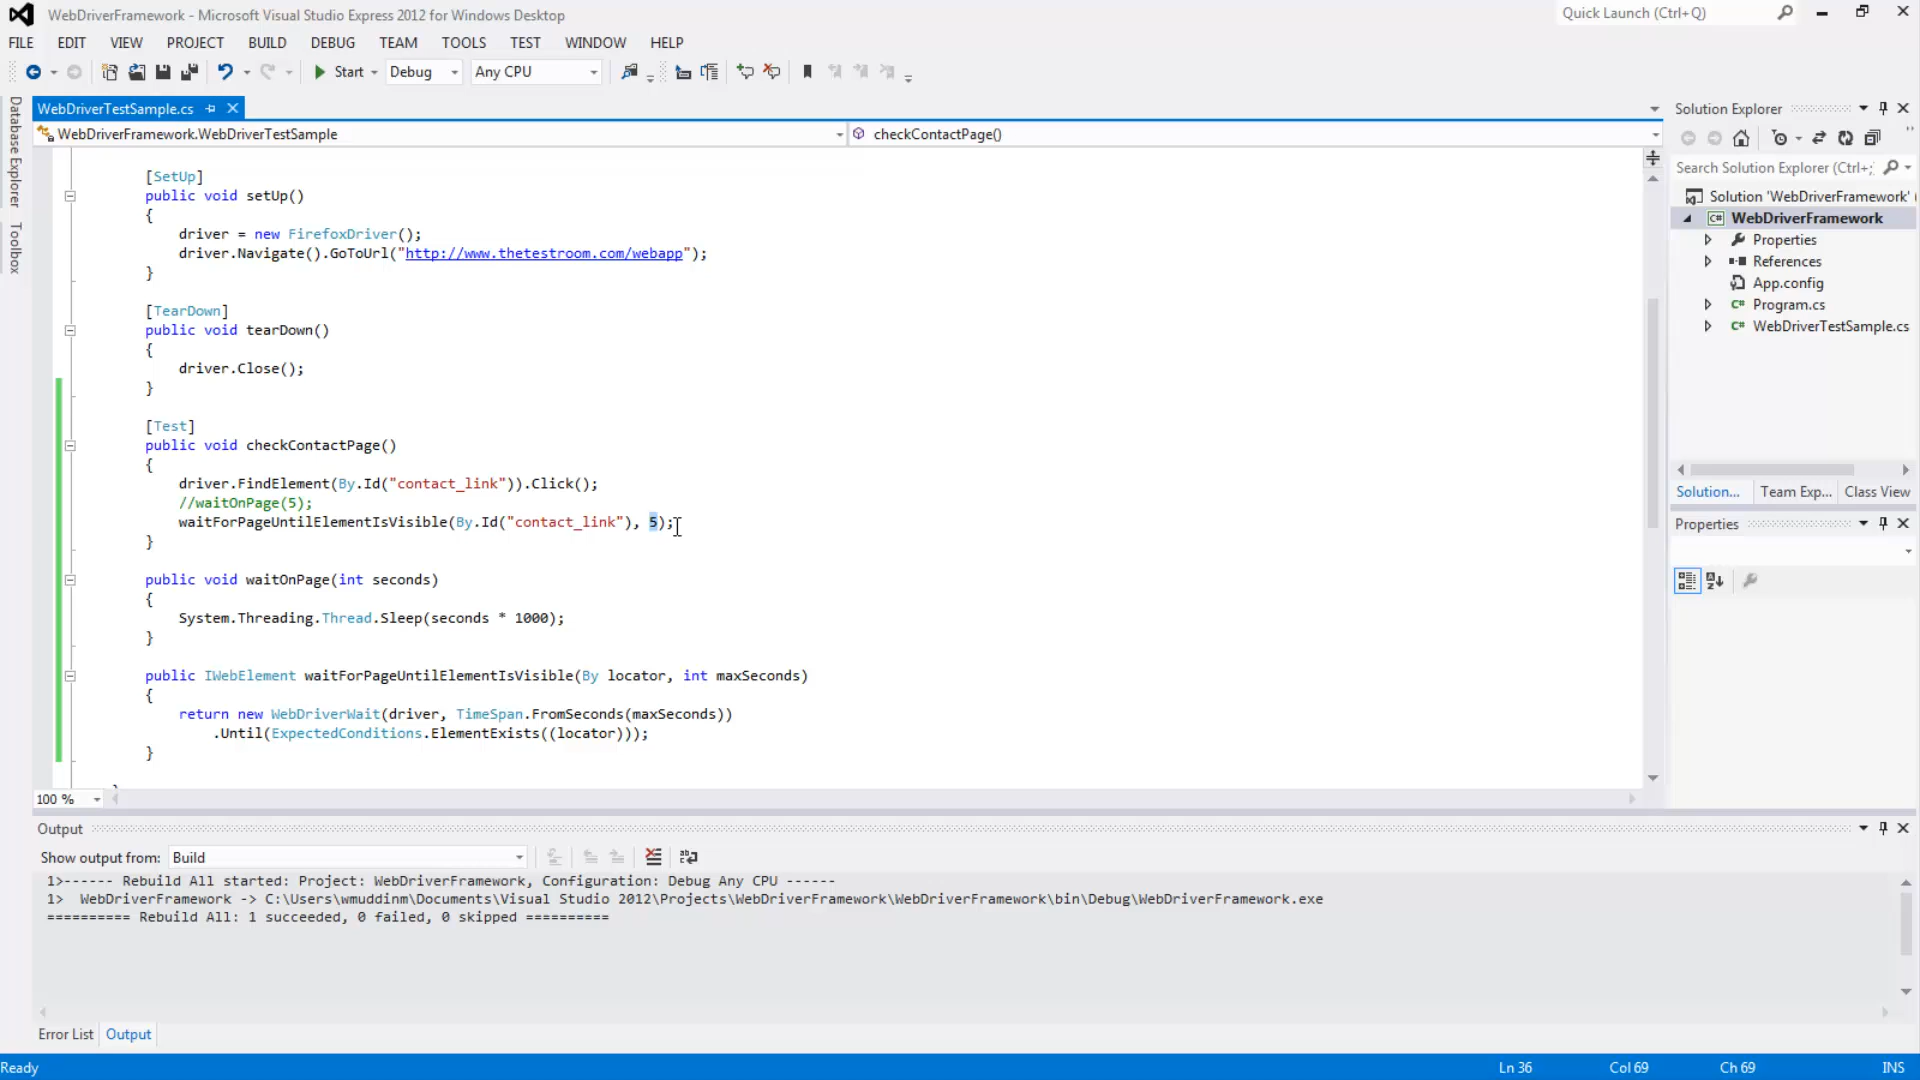 WebDriverFramework - Microsoft Visual Studio Express 2012 for Windows Desktop
Quick Launch (Ctrl+Q)
FILE EDIT VIEW PROJECT BUILD DEBUG TEAM TOOLS TEST WINDOW HELP
Start Debug Any CPU
Database Explorer
Toolbox
WebDriverTestSample.cs
WebDriverFramework.WebDriverTestSample
checkContactPage()
[SetUp]
public void setUp()
{
driver = new FirefoxDriver();
driver.Navigate().GoToUrl("http://www.thetestroom.com/webapp");
}
[TearDown]
public void tearDown()
{
driver.Close();
}
[Test]
public void checkContactPage()
{
driver.FindElement(By.Id("contact_link")).Click();
//waitOnPage(5);
waitForPageUntilElementIsVisible(By.Id("contact_link"), 5);
}
public void waitOnPage(int seconds)
{
System.Threading.Thread.Sleep(seconds * 1000);
}
public IWebElement waitForPageUntilElementIsVisible(By locator, int maxSeconds)
{
return new WebDriverWait(driver, TimeSpan.FromSeconds(maxSeconds))
.Until(ExpectedConditions.ElementExists((locator)));
}
100 %
Solution Explorer
Search Solution Explorer (Ctrl+;
Solution 'WebDriverFramework' (
WebDriverFramework
Properties
References
App.config
Program.cs
WebDriverTestSample.cs
Solution... Team Exp... Class View
Properties
Output
Show output from: Build
1>------ Rebuild All started: Project: WebDriverFramework, Configuration: Debug Any CPU ------
1>  WebDriverFramework -> C:\Users\wmuddinm\Documents\Visual Studio 2012\Projects\WebDriverFramework\WebDriverFramework\bin\Debug\WebDriverFramework.exe
========== Rebuild All: 1 succeeded, 0 failed, 0 skipped ==========
Error List Output
Ready Ln 36 Col 69 Ch 69 INS